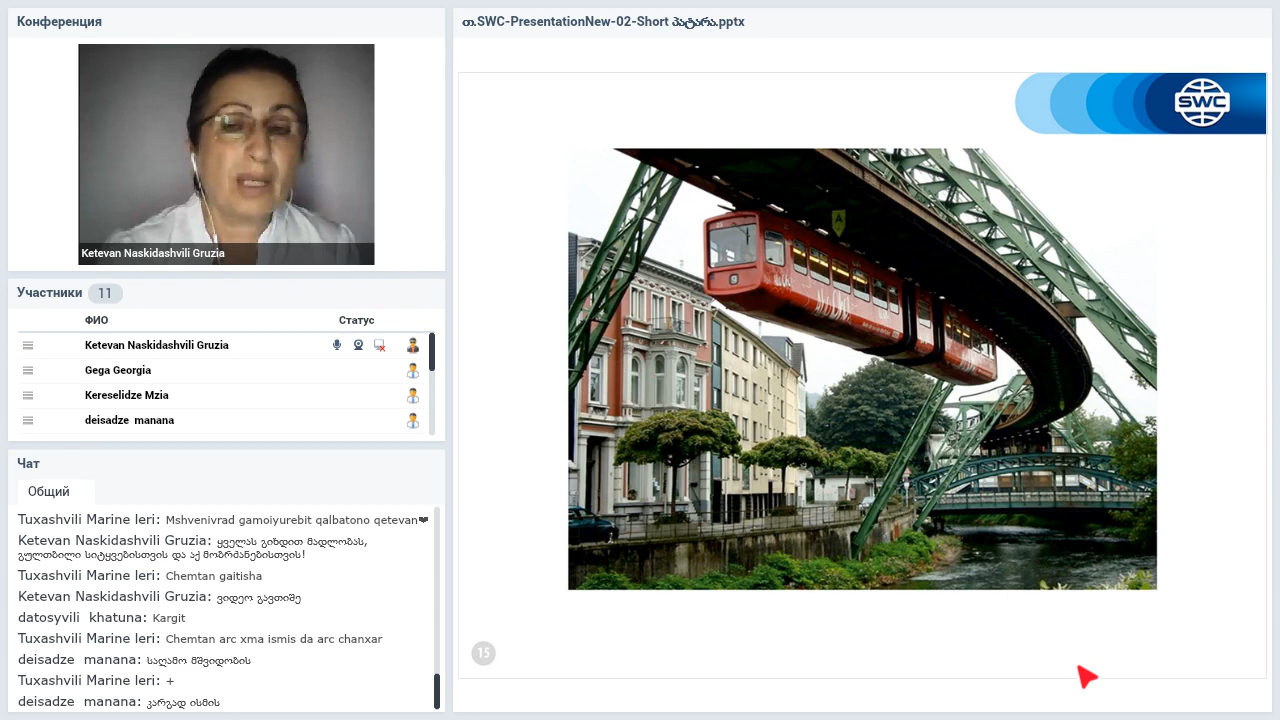 Конференция
Ketevan Naskidashvili Gruzia
Участники 11
ФИО Статус
Ketevan Naskidashvili Gruzia
Gega Georgia
Kereselidze Mzia
deisadze manana
Чат
Общий
Tuxashvili Marine leri: Mshvenivrad gamoiyurebit qalbatono qetevan❤
Ketevan Naskidashvili Gruzia: ყველას გიხდით მადლობას,
გულთბილი სიტყვებისთვის და აქ მობრძანებისთვის!
Tuxashvili Marine leri: Chemtan gaitisha
Ketevan Naskidashvili Gruzia: ვიდეო გავთიშე
datosyvili khatuna: Kargit
Tuxashvili Marine leri: Chemtan arc xma ismis da arc chanxar
deisadze manana: საღამო მშვიდობის
Tuxashvili Marine leri: +
deisadze manana: კარგად ისმის
თ.SWC-PresentationNew-02-Short პატარა.pptx
SWC
A
15